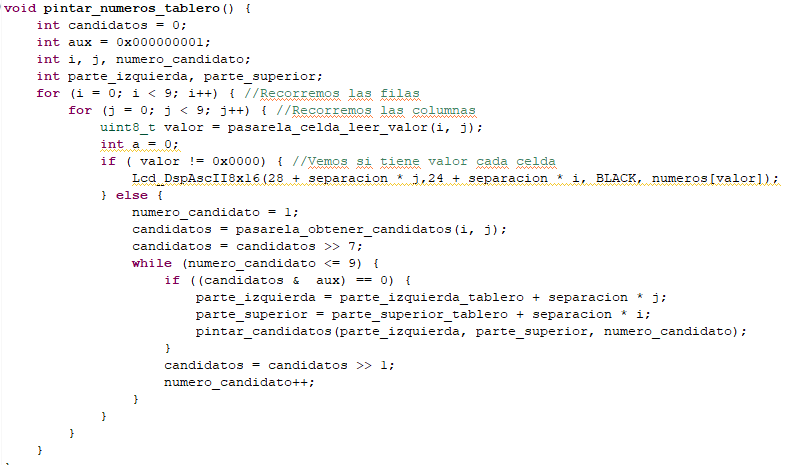 void pintar_numeros_tablero() {
    int candidatos = 0;
    int aux = 0x000000001;
    int i, j, numero_candidato;
    int parte_izquierda, parte_superior;
    for (i = 0; i < 9; i++) { //Recorremos las filas
        for (j = 0; j < 9; j++) { //Recorremos las columnas
            uint8_t valor = pasarela_celda_leer_valor(i, j);
            int a = 0;
            if ( valor != 0x0000) { //Vemos si tiene valor cada celda
                Lcd_DspAscII8x16(28 + separacion * j,24 + separacion * i, BLACK, numeros[valor]);
            } else {
                numero_candidato = 1;
                candidatos = pasarela_obtener_candidatos(i, j);
                candidatos = candidatos >> 7;
                while (numero_candidato <= 9) {
                    if ((candidatos &  aux) == 0) {
                        parte_izquierda = parte_izquierda_tablero + separacion * j;
                        parte_superior = parte_superior_tablero + separacion * i;
                        pintar_candidatos(parte_izquierda, parte_superior, numero_candidato);
                    }
                    candidatos = candidatos >> 1;
                    numero_candidato++;
                }
            }
        }
    }